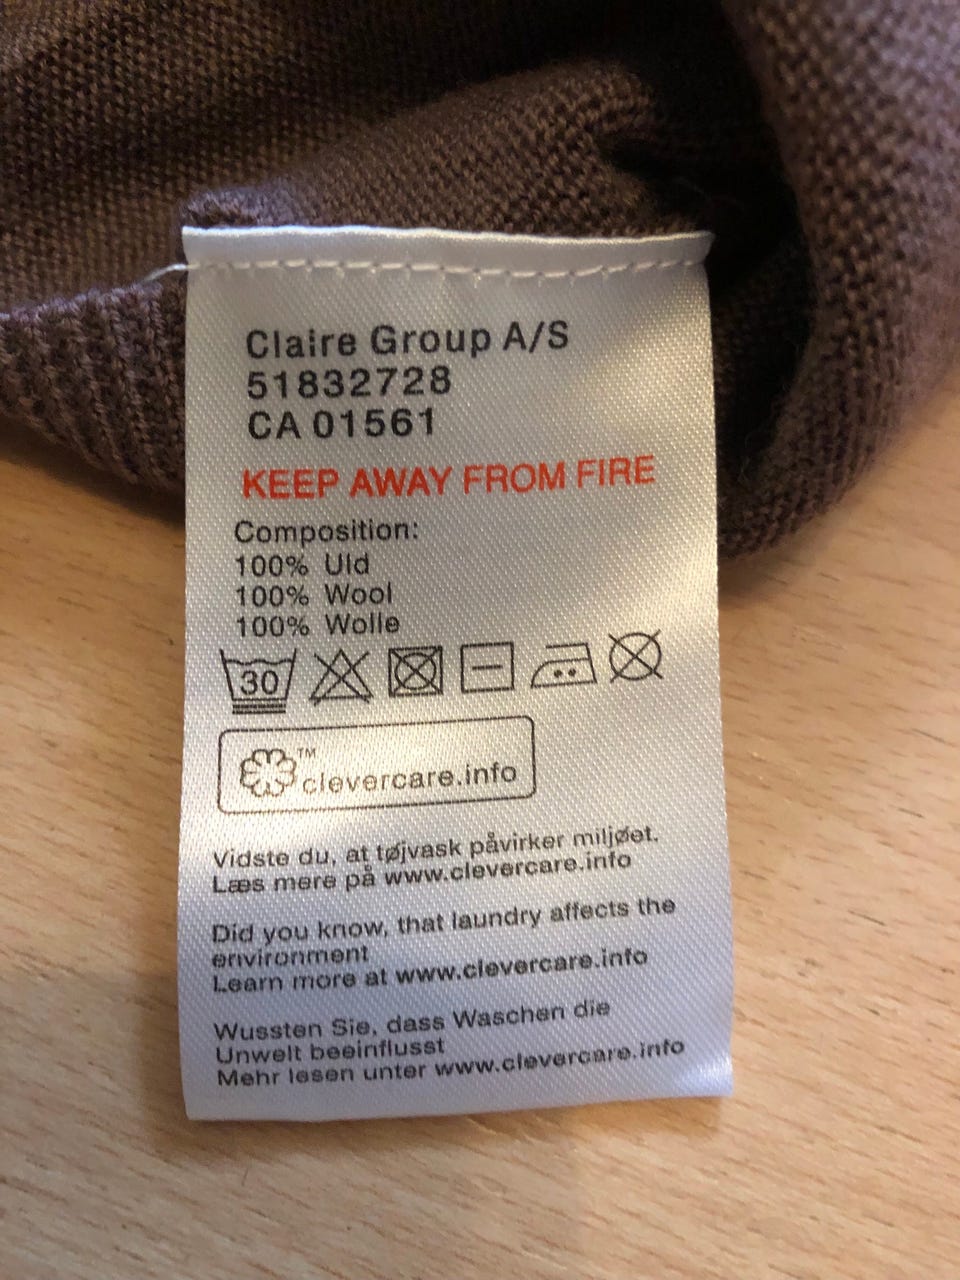 Claire Group A/S
51832728
CA 01561
KEEP AWAY FROM FIRE
Composition:
100% Uld
100% Wool
100% Wolle
30
™
clevercare.info
Vidste du, at tøjvask påvirker miljøet.
Læs mere på www.clevercare.info
Did you know, that laundry affects the
environment
Learn more at www.clevercare.info
Wussten Sie, dass Waschen die
Unwelt beeinflusst
Mehr lesen unter www.clevercare.info